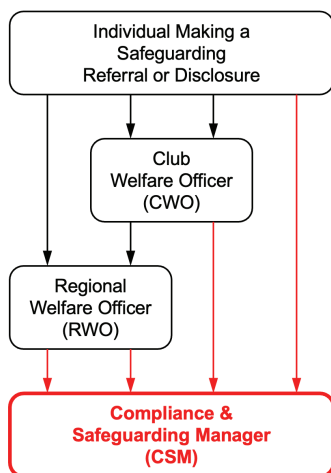 Individual Making a
Safeguarding
Referral or Disclosure
Club
Welfare Officer
(CWO)
Regional
Welfare Officer
(RWO)
Compliance &
Safeguarding Manager
(CSM)